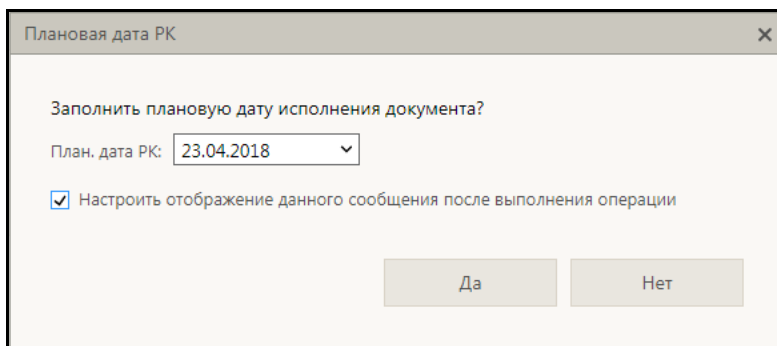 Плановая дата РК
Заполнить плановую дату исполнения документа?
План. дата РК: 23.04.2018
Настроить отображение данного сообщения после выполнения операции
Да Нет